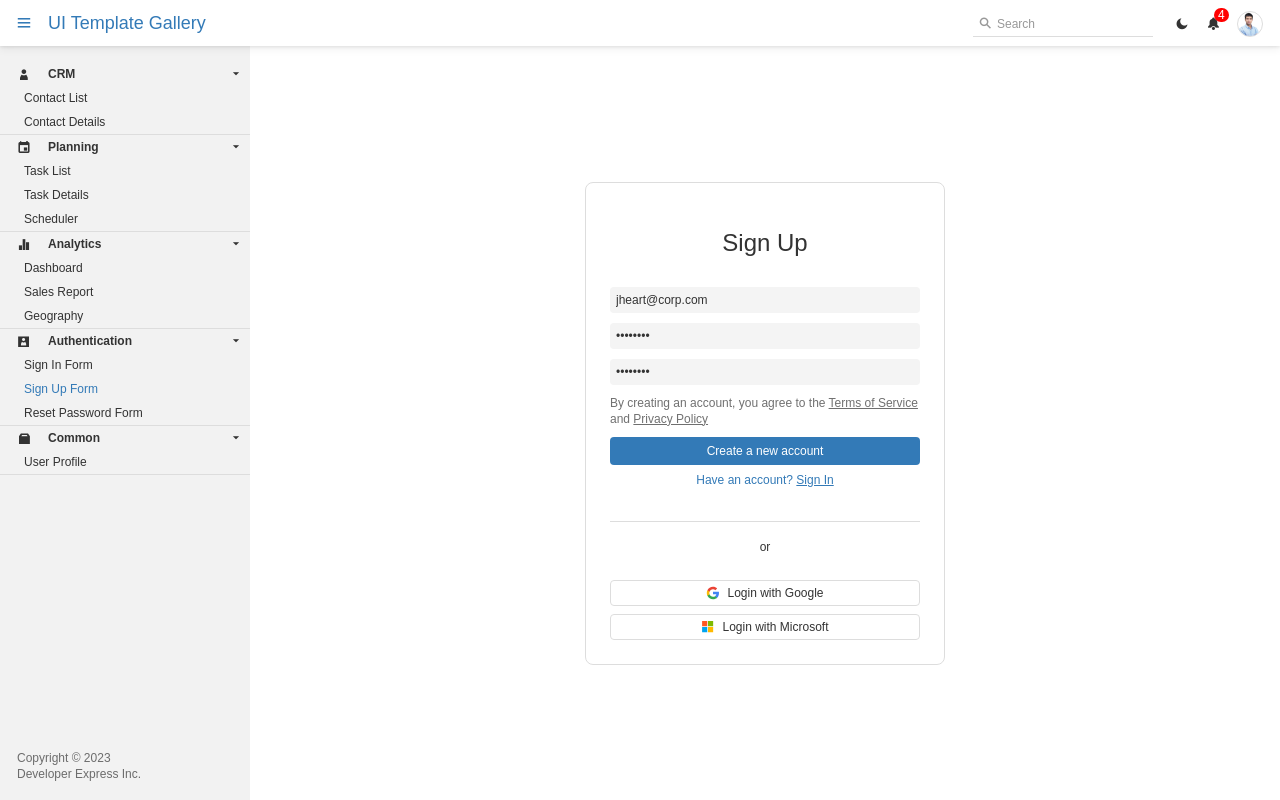 UI Template Gallery
Search
4
CRM
Contact List
Contact Details
Planning
Task List
Task Details
Scheduler
Analytics
Dashboard
Sales Report
Geography
Authentication
Sign In Form
Sign Up Form
Reset Password Form
Common
User Profile
Copyright © 2023
Developer Express Inc.
Sign Up
jheart@corp.com
••••••••
••••••••
By creating an account, you agree to the Terms of Service
and Privacy Policy
Create a new account
Have an account? Sign In
or
Login with Google
Login with Microsoft